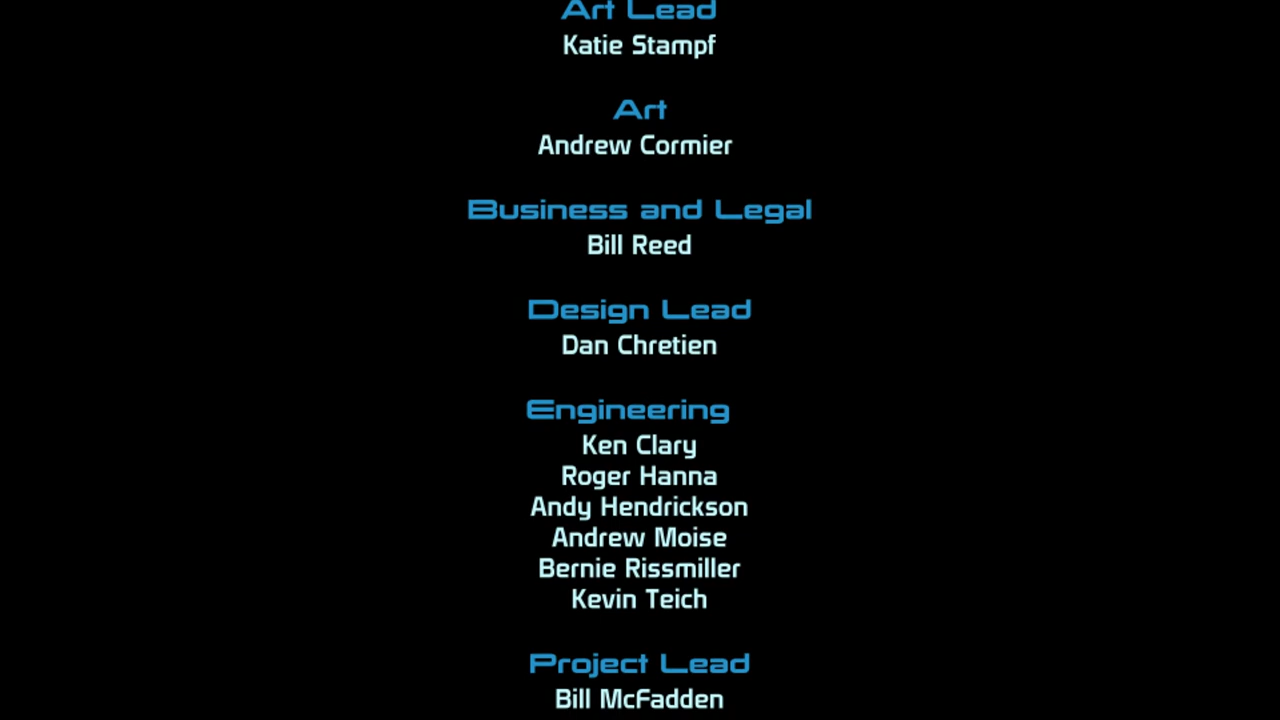 Art Lead
Katie Stampf
Art
Andrew Cormier
Business and Legal
Bill Reed
Design Lead
Dan Chretien
Engineering
Ken Clary
Roger Hanna
Andy Hendrickson
Andrew Moise
Bernie Rissmiller
Kevin Teich
Project Lead
Bill McFadden